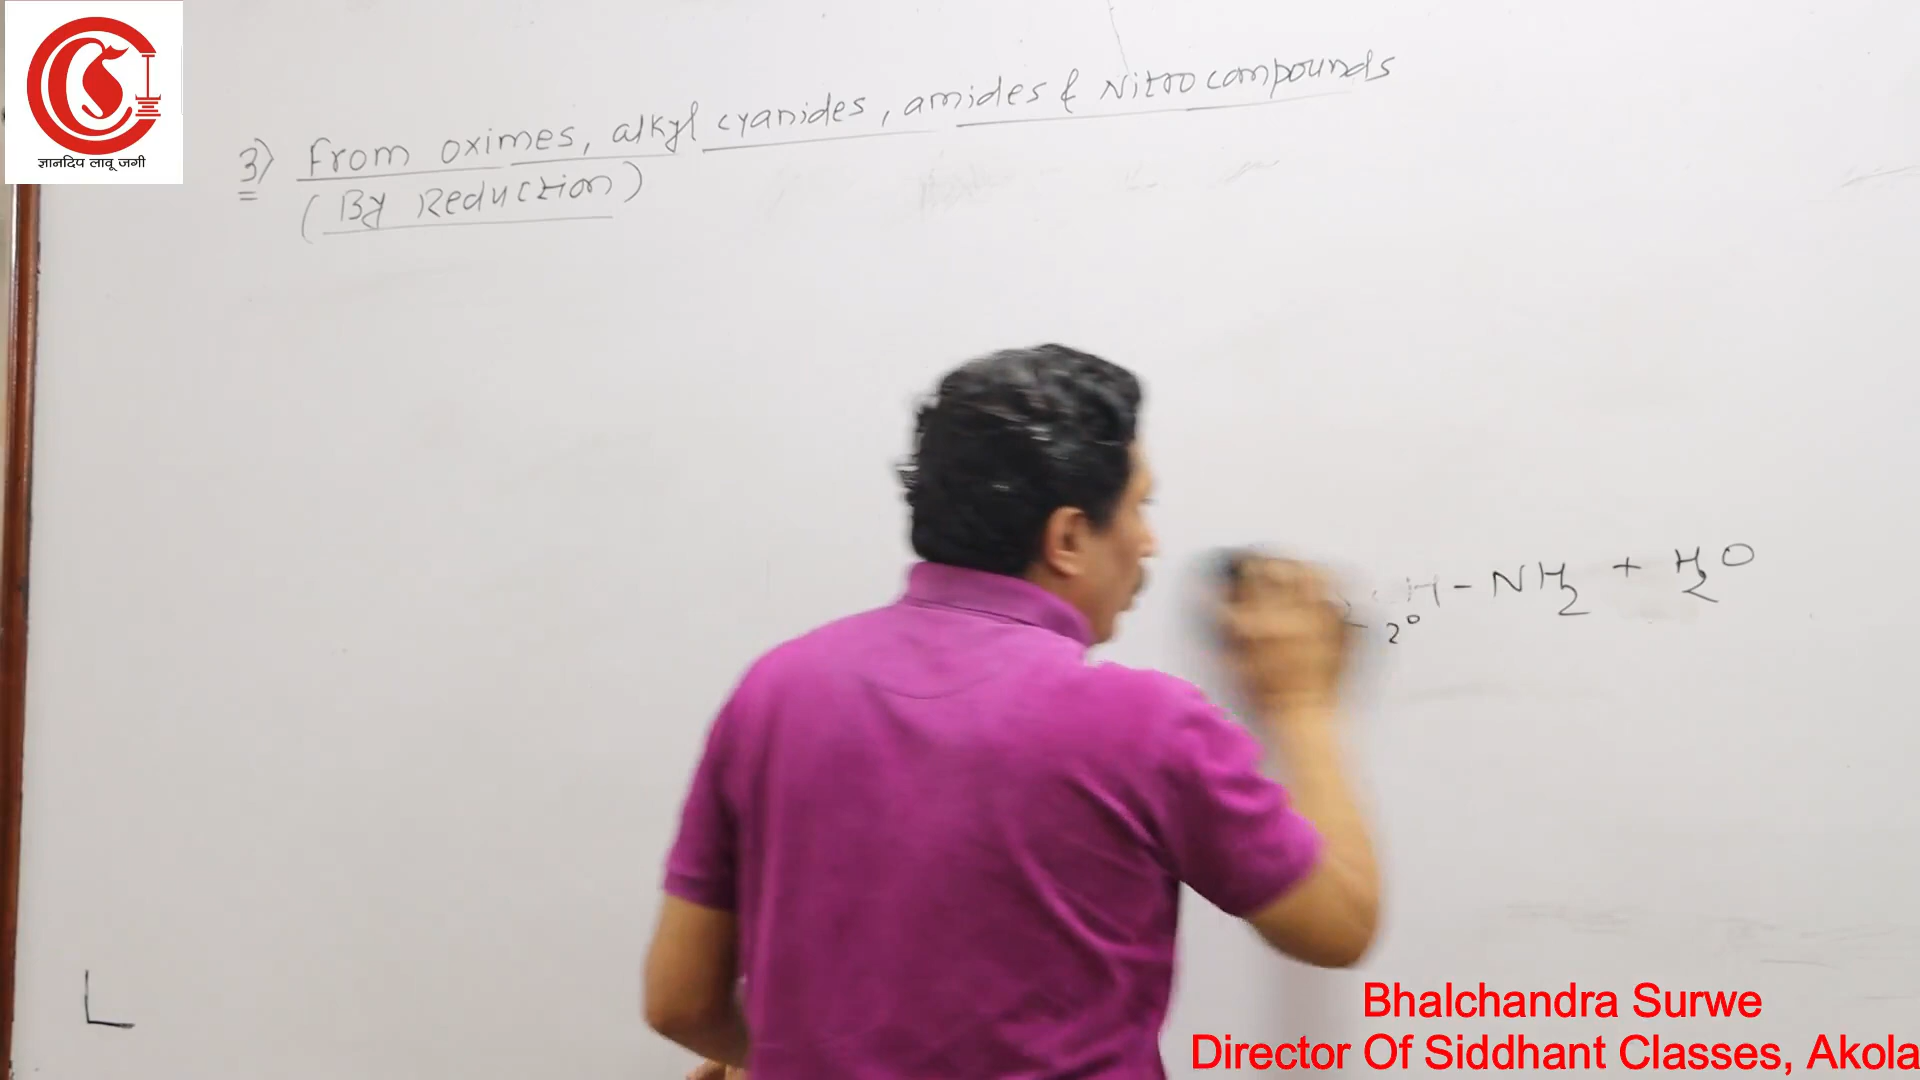 ज्ञानदिप लावू जगी
3) From oximes, alkyl cyanides, amides & Nitro compounds
(By Reduction)
H - NH2 + H2O
2°
Bhalchandra Surwe
Director Of Siddhant Classes, Akola